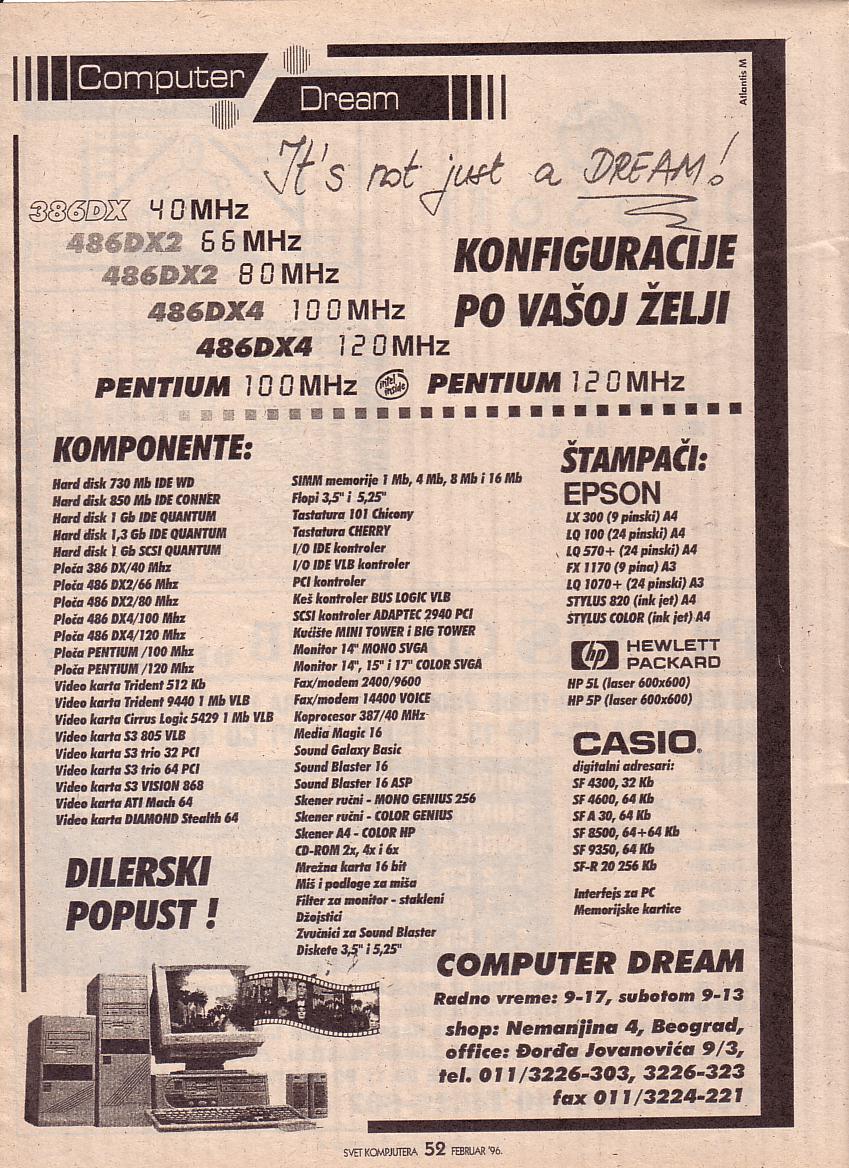 Computer
Dream
Atlantis M
It's not just a DREAM!
386DX 40MHz
486DX2 66MHz
486DX2 80MHz
486DX4 100MHz
486DX4 120MHz
PENTIUM 100MHz intel inside PENTIUM 120MHz
KONFIGURACIJE
PO VAŠOJ ŽELJI
KOMPONENTE:
Hard disk 730 Mb IDE WD
Hard disk 850 Mb IDE CONNER
Hard disk 1 Gb IDE QUANTUM
Hard disk 1,3 Gb IDE QUANTUM
Hard disk 1 Gb SCSI QUANTUM
Ploča 386 DX/40 Mhz
Ploča 486 DX2/66 Mhz
Ploča 486 DX2/80 Mhz
Ploča 486 DX4/100 Mhz
Ploča 486 DX4/120 Mhz
Ploča PENTIUM /100 Mhz
Ploča PENTIUM /120 Mhz
Video karta Trident 512 Kb
Video karta Trident 9440 1 Mb VLB
Video karta Cirrus Logic 5429 1 Mb VLB
Video karta S3 805 VLB
Video karta S3 trio 32 PCI
Video karta S3 trio 64 PCI
Video karta S3 VISION 868
Video karta ATI Mach 64
Video karta DIAMOND Stealth 64
SIMM memorije 1 Mb, 4 Mb, 8 Mb i 16 Mb
Flopi 3,5" i 5,25"
Tastatura 101 Chicony
Tastatura CHERRY
I/O IDE kontroler
I/O IDE VLB kontroler
PCI kontroler
Keš kontroler BUS LOGIC VLB
SCSI kontroler ADAPTEC 2940 PCI
Kućište MINI TOWER i BIG TOWER
Monitor 14" MONO SVGA
Monitor 14", 15" i 17" COLOR SVGA
Fax/modem 2400/9600
Fax/modem 14400 VOICE
Koprocesor 387/40 MHz
Media Magic 16
Sound Galaxy Basic
Sound Blaster 16
Sound Blaster 16 ASP
Skener ručni - MONO GENIUS 256
Skener ručni - COLOR GENIUS
Skener A4 - COLOR HP
CD-ROM 2x, 4x i 6x
Mrežna karta 16 bit
Miš i podloge za miša
Filter za monitor - stakleni
Džojstici
Zvučnici za Sound Blaster
Diskete 3,5" i 5,25"
ŠTAMPAČI:
EPSON
LX 300 (9 pinski) A4
LQ 100 (24 pinski) A4
LQ 570+ (24 pinski) A4
FX 1170 (9 pina) A3
LQ 1070+ (24 pinski) A3
STYLUS 820 (ink jet) A4
STYLUS COLOR (ink jet) A4
hp HEWLETT
PACKARD
HP 5L (laser 600x600)
HP 5P (laser 600x600)
CASIO®
digitalni adresari:
SF 4300, 32 Kb
SF 4600, 64 Kb
SF A 30, 64 Kb
SF 8500, 64+64 Kb
SF 9350, 64 Kb
SF-R 20 256 Kb
Interfejs za PC
Memorijske kartice
DILERSKI
POPUST !
COMPUTER DREAM
Radno vreme: 9-17, subotom 9-13
shop: Nemanjina 4, Beograd,
office: Đorđa Jovanovića 9/3,
tel. 011/3226-303, 3226-323
fax 011/3224-221
SVET KOMPJUTERA 52 FEBRUAR '96.